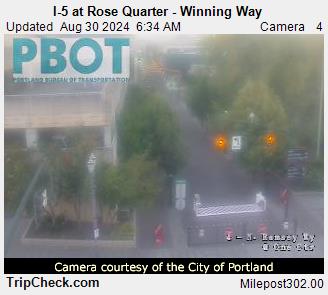 I-5 at Rose Quarter - Winning Way
Updated Aug 30 2024 6:34 AM Camera 4
PBOT
PORTLAND BUREAU OF TRANSPORTATION
Camera courtesy of the City of Portland
TripCheck.com Milepost302.00